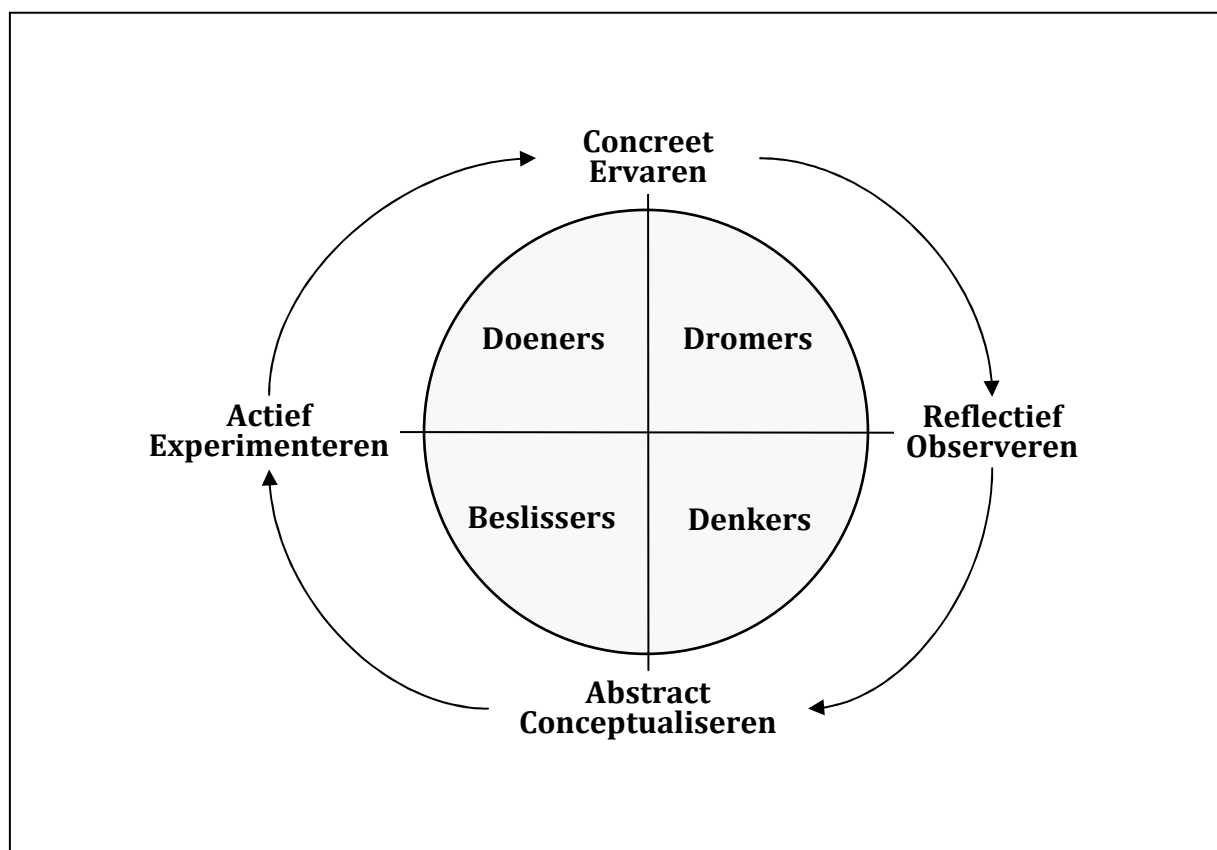 Concreet
Ervaren
Doeners
Dromers
Actief
Experimenteren
Reflectief
Observeren
Beslissers
Denkers
Abstract
Conceptualiseren